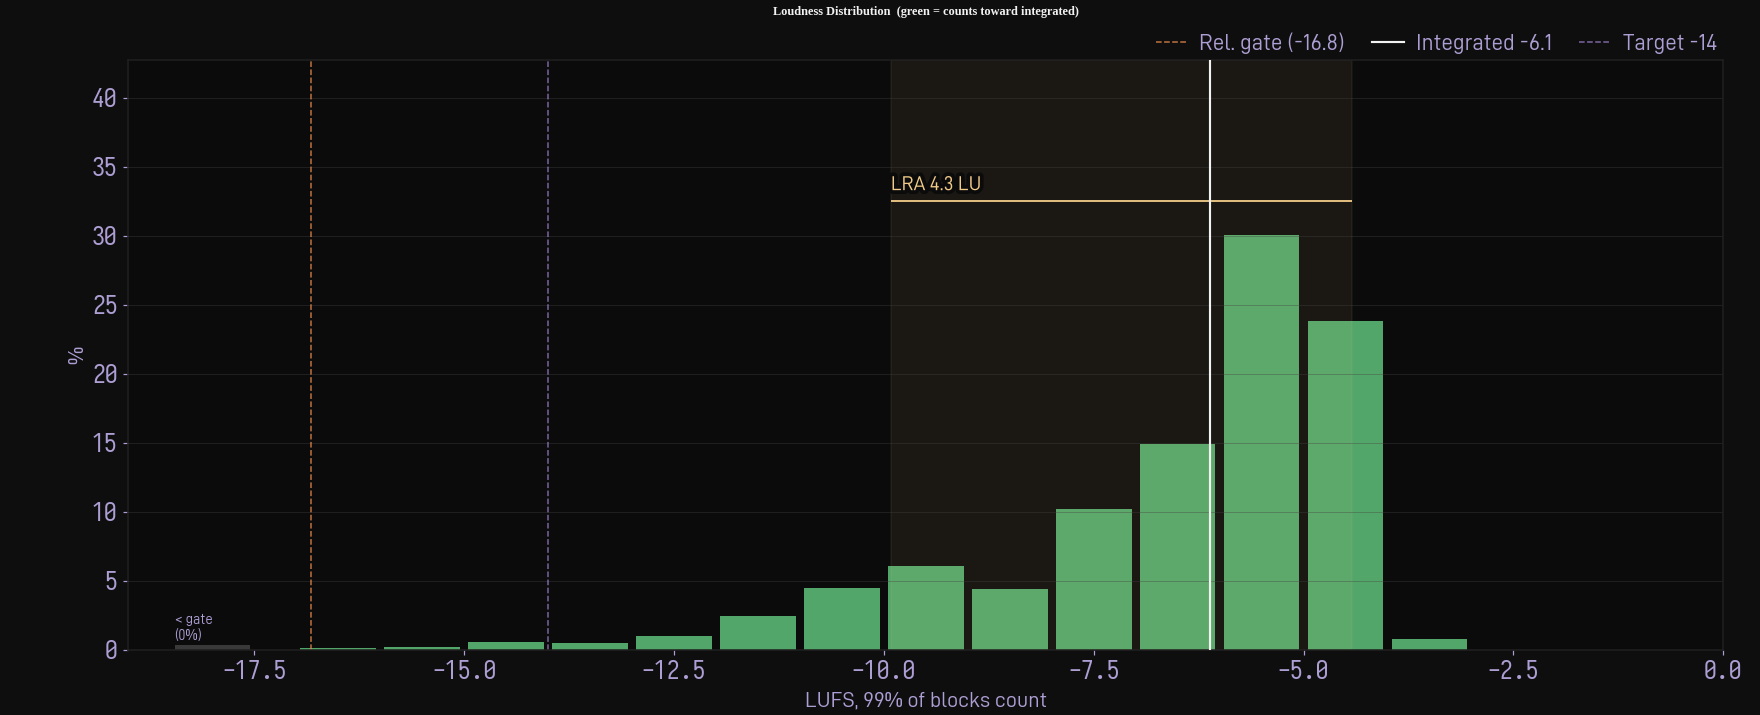 Loudness Distribution  (green = counts toward integrated)
Rel. gate (-16.8)
Integrated -6.1
Target -14
40
35
30
25
20
15
10
5
0
%
LRA 4.3 LU
< gate
(0%)
-17.5
-15.0
-12.5
-10.0
-7.5
-5.0
-2.5
0.0
LUFS, 99% of blocks count